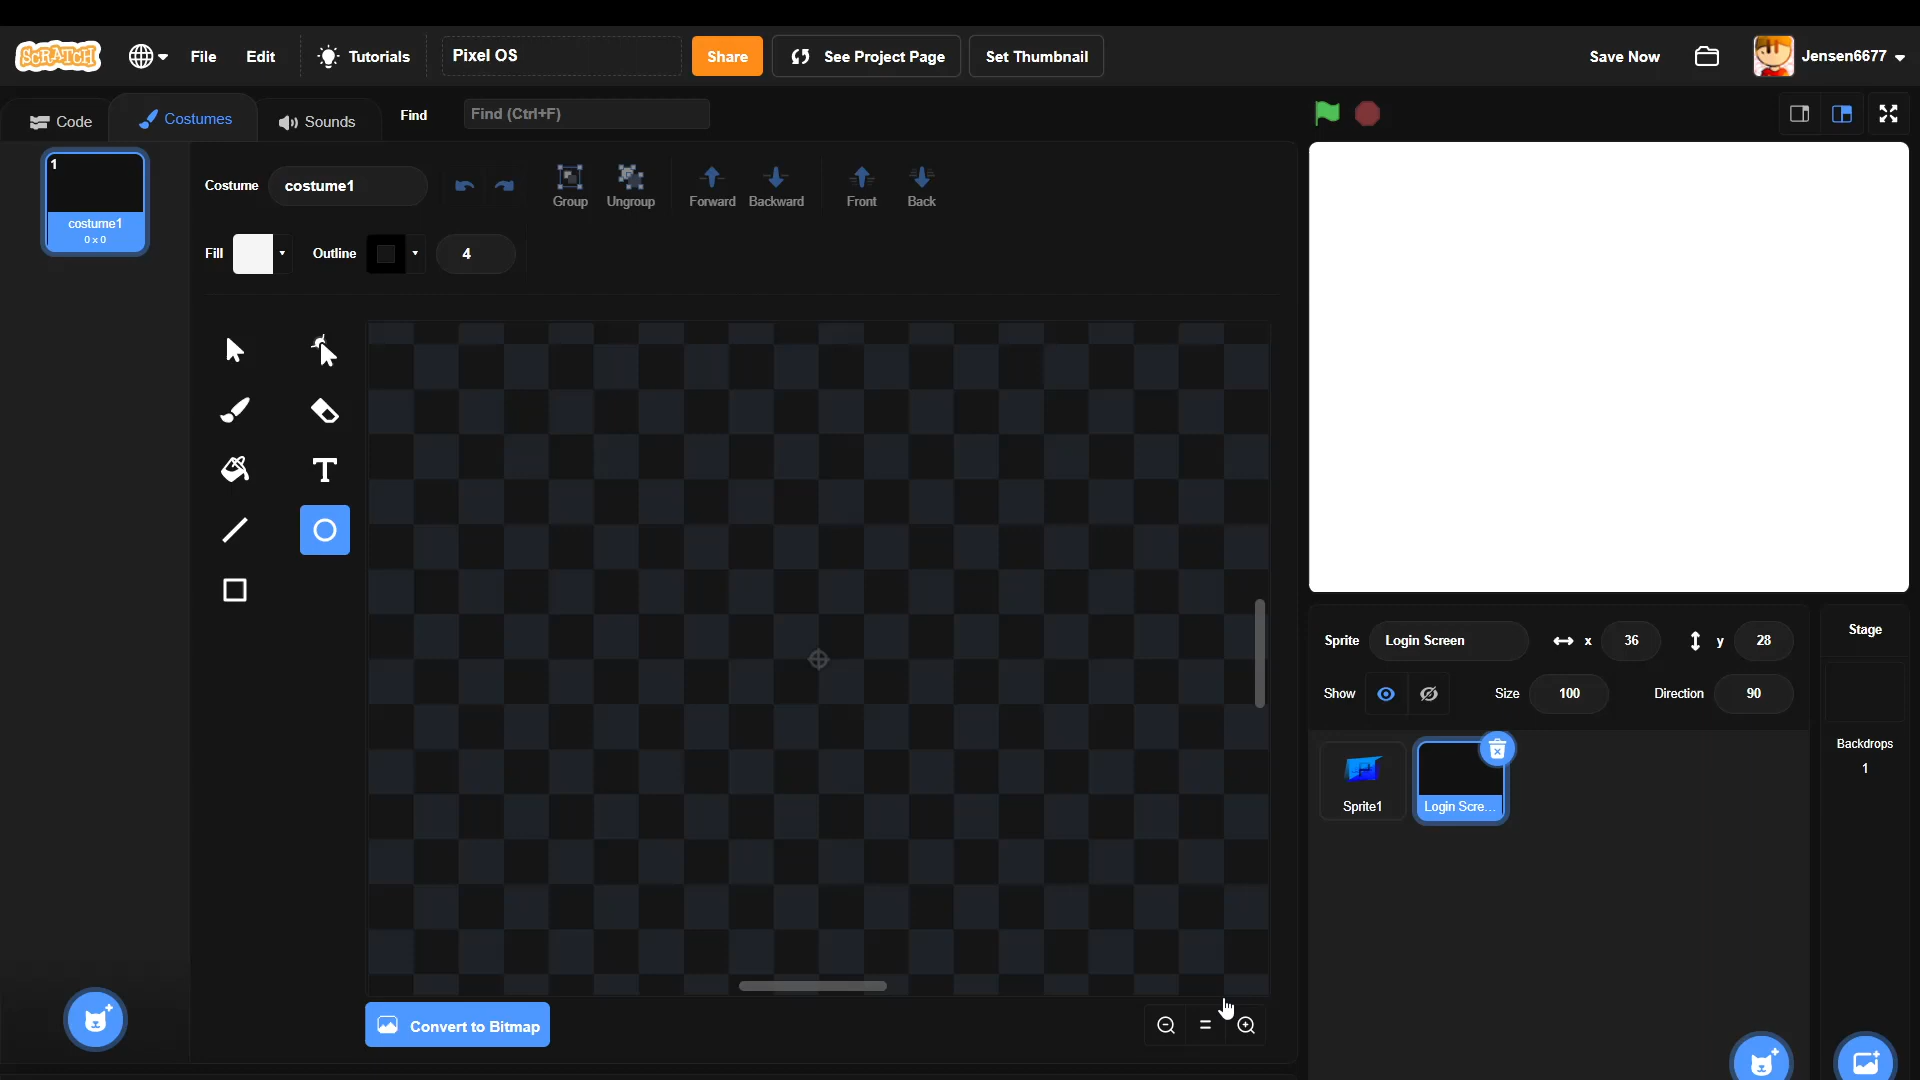 SCRATCH File Edit Tutorials Pixel OS Share See Project Page Set Thumbnail Save Now Jensen6677
Code Costumes Sounds Find Find (Ctrl+F)
1
costume1
0 x 0
Costume costume1 Group Ungroup Forward Backward Front Back
Fill Outline 4
T
Convert to Bitmap
Sprite Login Screen x 36 y 28
Show Size 100 Direction 90
Sprite1 Login Scre...
Stage
Backdrops
1